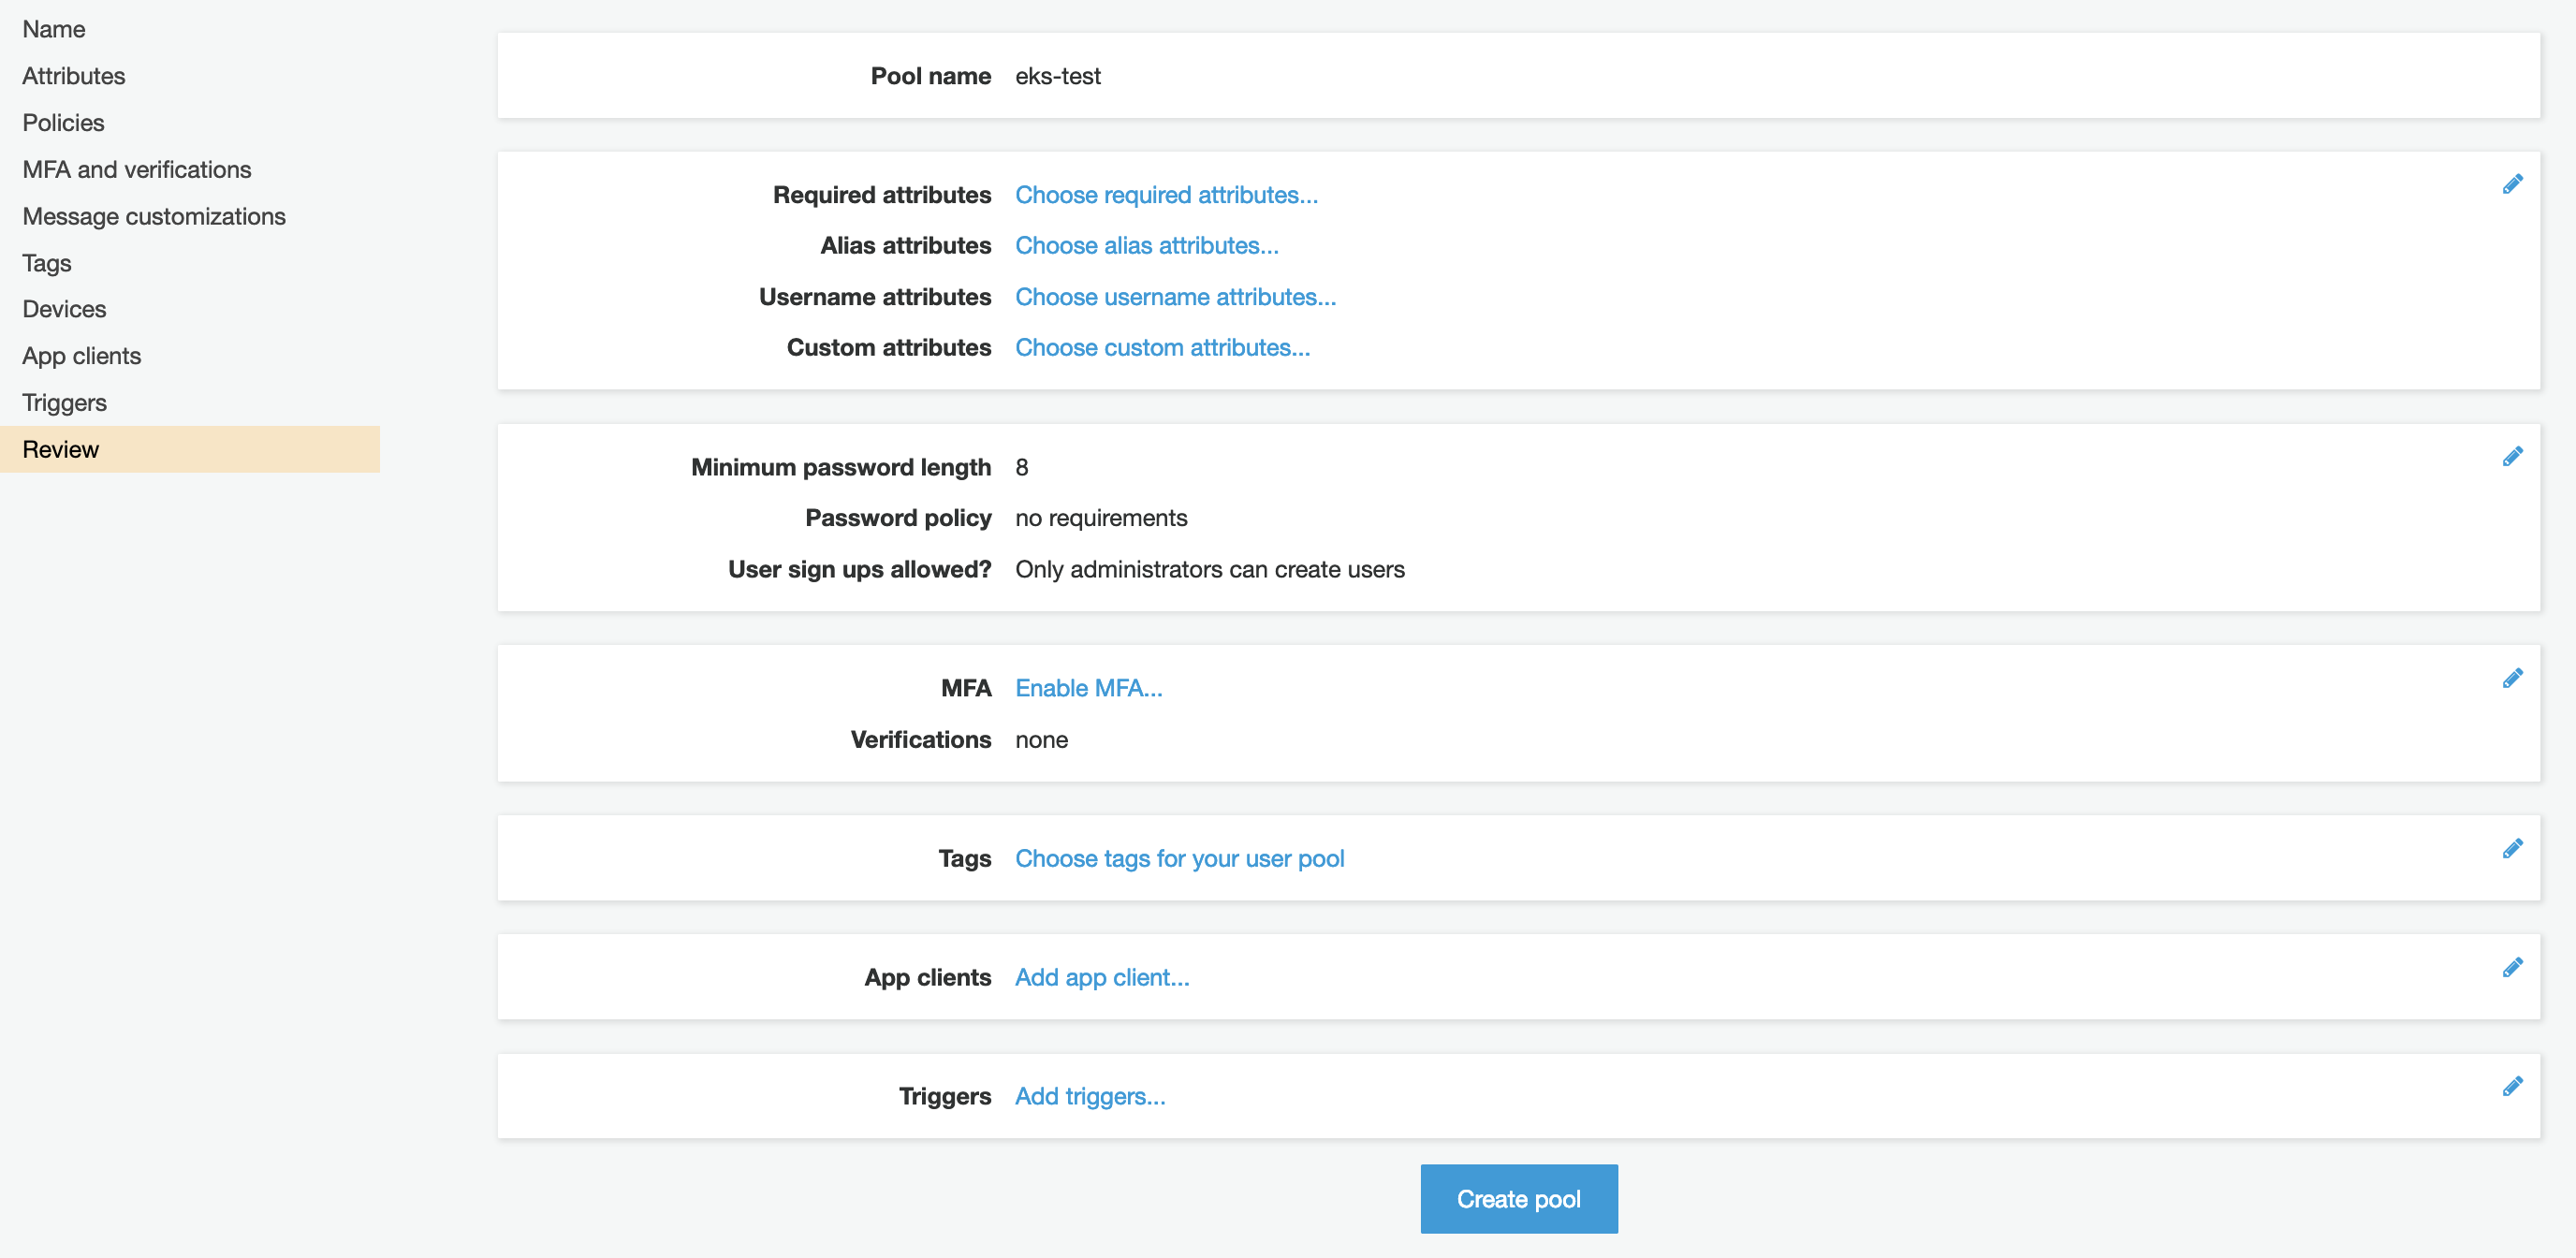 Name
Attributes
Policies
MFA and verifications
Message customizations
Tags
Devices
App clients
Triggers
Review
Pool name eks-test
Required attributes Choose required attributes...
Alias attributes Choose alias attributes...
Username attributes Choose username attributes...
Custom attributes Choose custom attributes...
Minimum password length 8
Password policy no requirements
User sign ups allowed? Only administrators can create users
MFA Enable MFA...
Verifications none
Tags Choose tags for your user pool
App clients Add app client...
Triggers Add triggers...
Create pool